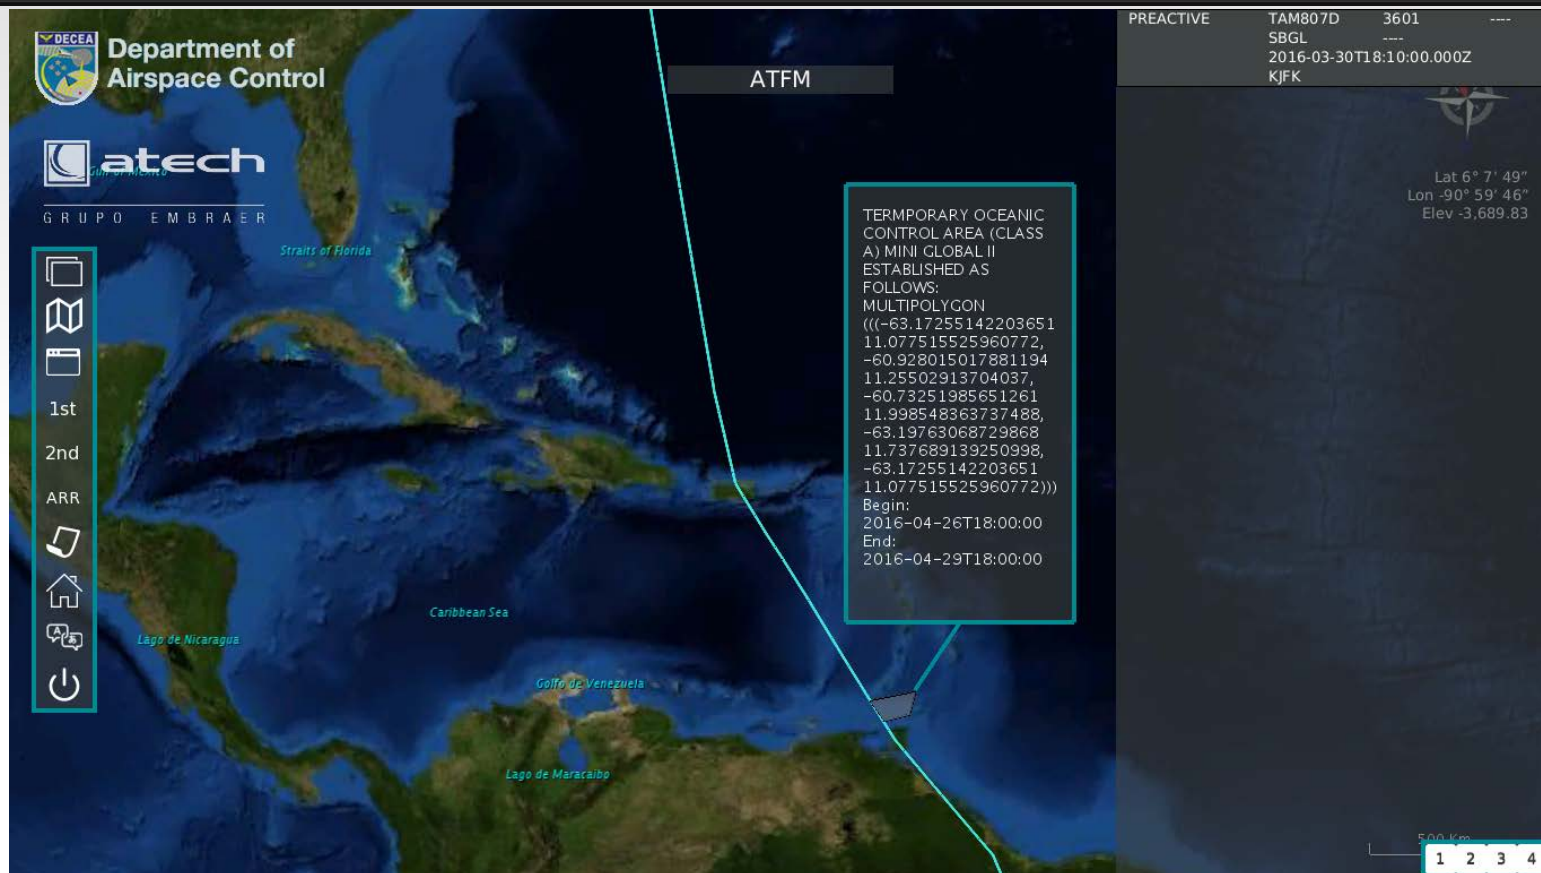 DECEA
Department of
Airspace Control
atech
Gulf of Mexico
GRUPO EMBRAER
Straits of Florida
1st
2nd
ARR
Lago de Nicaragua
Caribbean Sea
Golfo de Venezuela
Lago de Maracaibo
ATFM
TERMPORARY OCEANIC
CONTROL AREA (CLASS
A) MINI GLOBAL II
ESTABLISHED AS
FOLLOWS:
MULTIPOLYGON
(((-63.17255142203651
11.077515525960772,
-60.928015017881194
11.25502913704037,
-60.73251985651261
11.998548363737488,
-63.19763068729868
11.737689139250998,
-63.17255142203651
11.077515525960772)))
Begin:
2016-04-26T18:00:00
End:
2016-04-29T18:00:00
PREACTIVE TAM807D 3601 ----
SBGL ----
2016-03-30T18:10:00.000Z
KJFK
Lat 6° 7' 49"
Lon -90° 59' 46"
Elev -3,689.83
500 Km
1 2 3 4